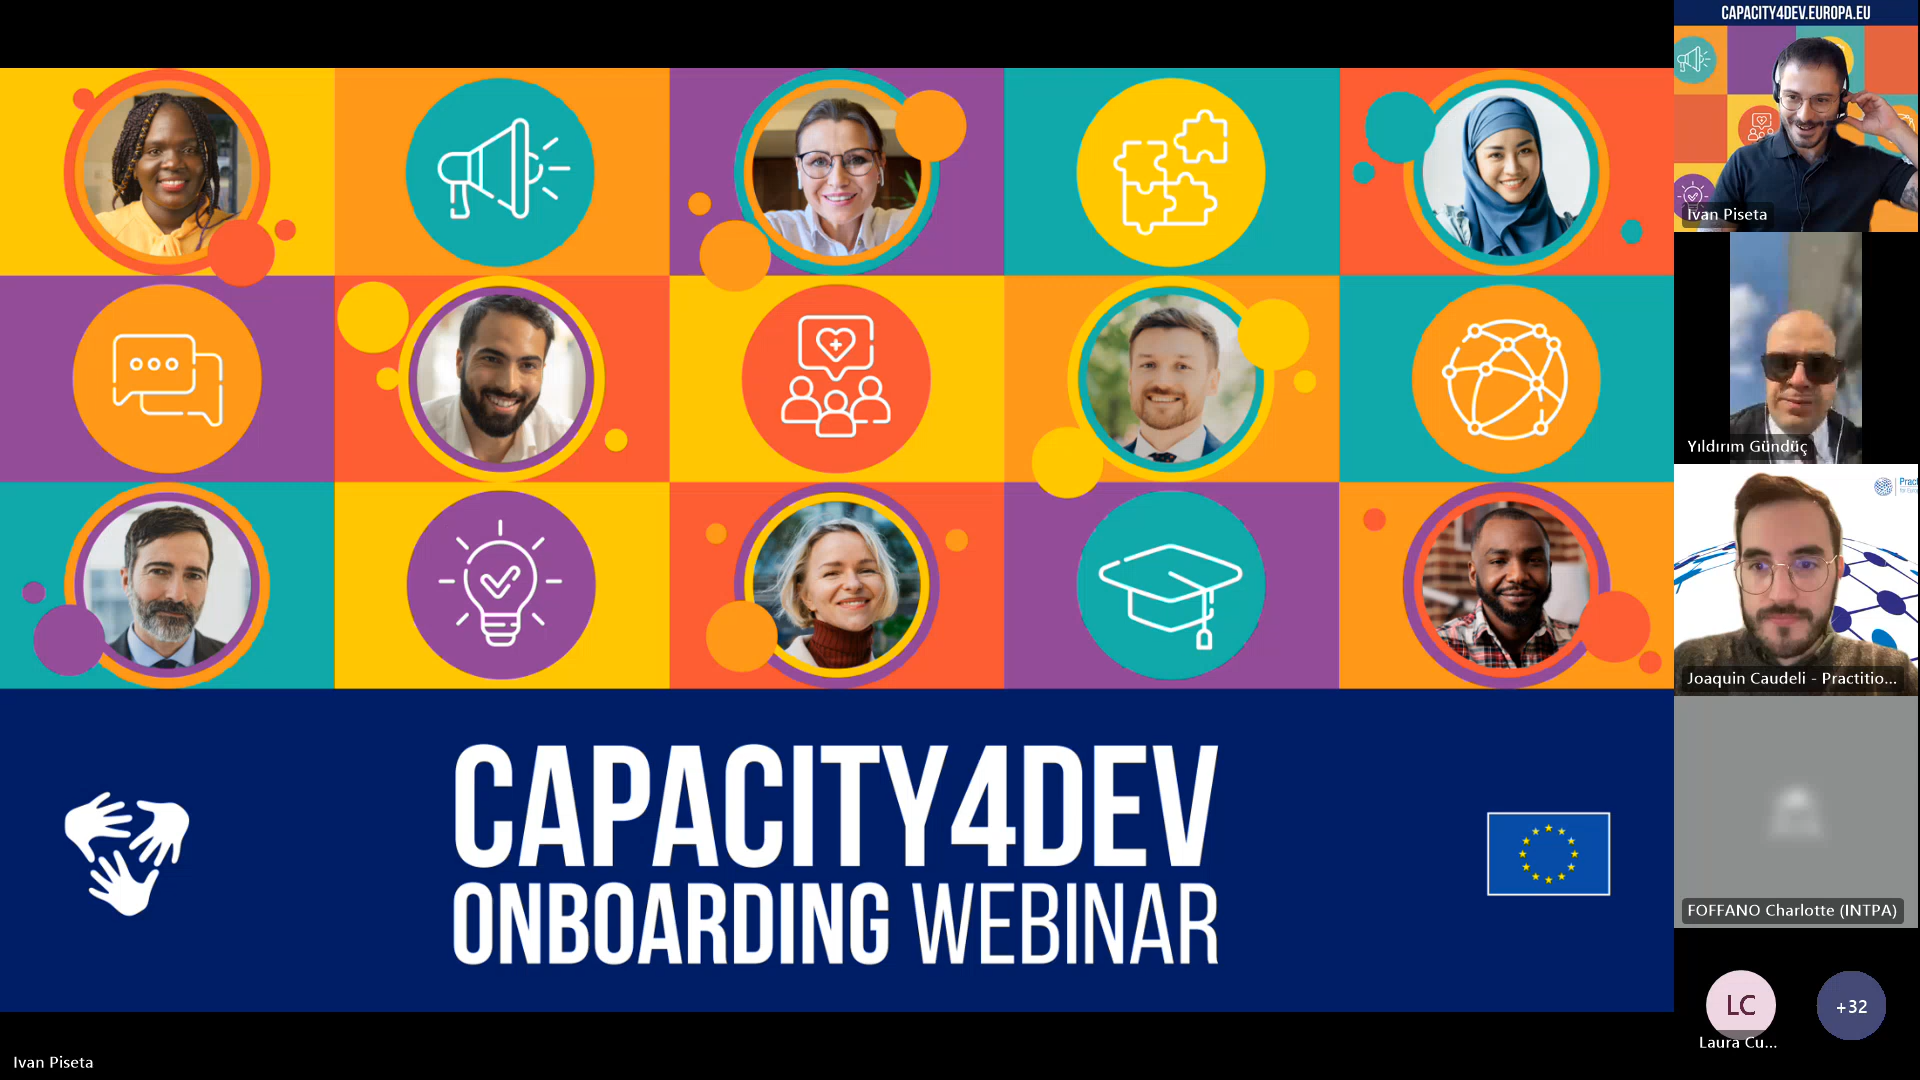 CAPACITY4DEV.EUROPA.EU
Ivan Piseta
Yıldırım Gündüç
Pract
Joaquin Caudeli - Practitio...
FOFFANO Charlotte (INTPA)
LC
+32
Laura Cu...
CAPACITY4DEV
ONBOARDING WEBINAR
Ivan Piseta